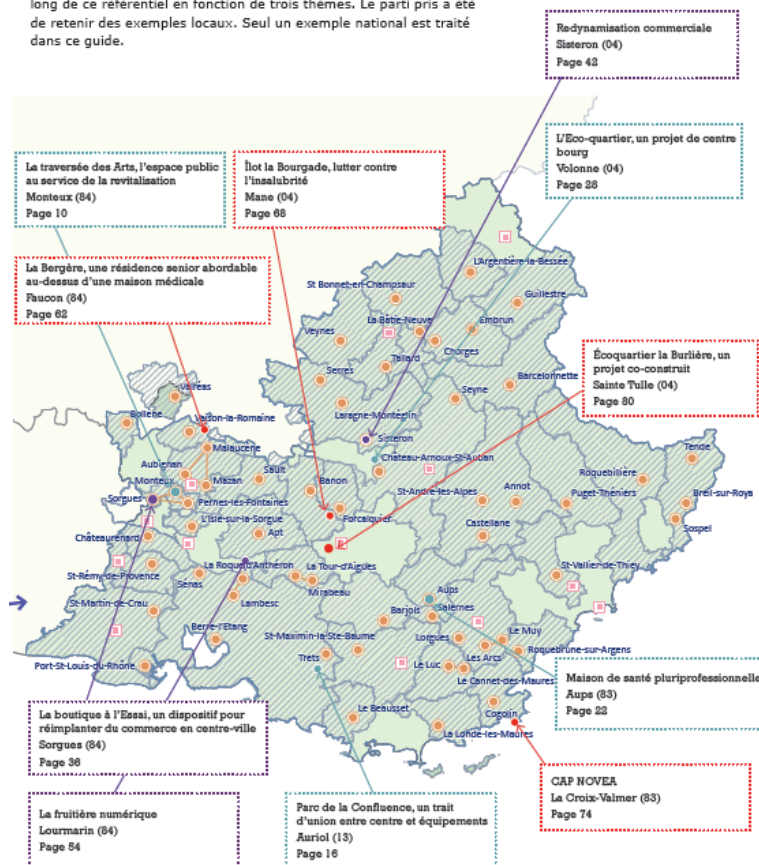 long de ce référentiel en fonction de trois thèmes. Le parti pris a été
de retenir des exemples locaux. Seul un exemple national est traité
dans ce guide.
Redynamisation commerciale
Sisteron (04)
Page 42
L'Eco-quartier, un projet de centre
bourg
Volonne (04)
Page 28
La traversée des Arts, l'espace public
au service de la revitalisation
Monteux (84)
Page 10
Îlot la Bourgade, lutter contre
l'insalubrité
Mane (04)
Page 68
La Bergère, une résidence senior abordable
au-dessus d'une maison médicale
Faucon (84)
Page 62
Écoquartier la Burlière, un
projet co-construit
Sainte Tulle (04)
Page 80
L'Argentière-la-Bessée
St Bonnet-en-Champsaur
Guillestre
La Bâtie-Neuve
Embrun
Veynes
Chorges
Tallard
Serres
Barcelonnette
Seyne
Laragne-Montéglin
Valréas
Bollène
Vaison-la-Romaine
Sisteron
Malaucène
Château-Arnoux-St-Auban
Tende
Aubignan
Roquebillière
Monteux
Mazan
Sault
Banon
Sorgues
Pernes-les-Fontaines
St-André-les-Alpes
Annot
Puget-Théniers
Breil-sur-Roya
L'Isle-sur-la-Sorgue
Forcalquier
Sospel
Châteaurenard
Apt
Castellane
La Roque d'Anthéron
La Tour-d'Aigues
St-Vallier-de-Thiey
St-Rémy-de-Provence
Sénas
Mirabeau
Aups
St-Martin-de-Crau
Lambesc
Barjols
Salernes
Berre-l'Etang
St-Maximin-la-Ste-Baume
Lorgues
Le Muy
Roquebrune-sur-Argens
Port-St-Louis-du-Rhône
Trets
Le Luc
Les Arcs
Le Cannet-des-Maures
Le Beausset
Cogolin
La Londe-les-Maures
Maison de santé pluriprofessionnelle
Aups (83)
Page 22
La boutique à l'Essai, un dispositif pour
réimplanter du commerce en centre-ville
Sorgues (84)
Page 36
CAP NOVEA
La Croix-Valmer (83)
Page 74
La fruitière numérique
Lourmarin (84)
Page 54
Parc de la Confluence, un trait
d'union entre centre et équipements
Auriol (13)
Page 16